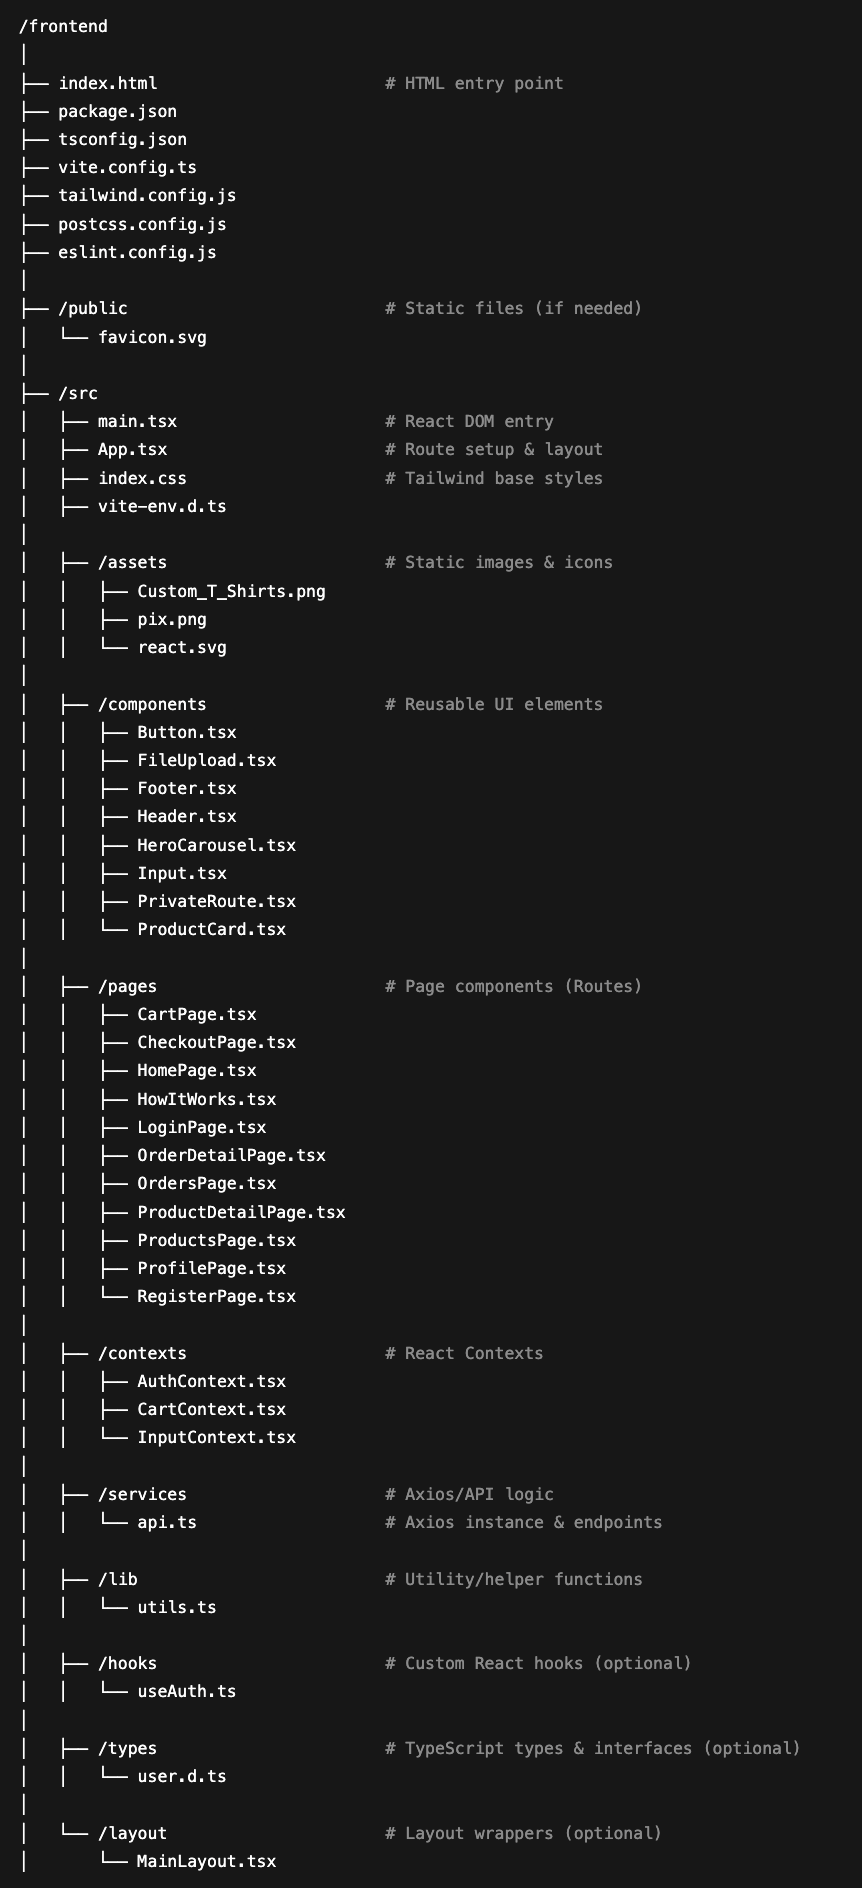 /frontend
│
├── index.html                       # HTML entry point
├── package.json
├── tsconfig.json
├── vite.config.ts
├── tailwind.config.js
├── postcss.config.js
├── eslint.config.js
│
├── /public                          # Static files (if needed)
│   └── favicon.svg
│
├── /src
│   ├── main.tsx                     # React DOM entry
│   ├── App.tsx                      # Route setup & layout
│   ├── index.css                    # Tailwind base styles
│   ├── vite-env.d.ts
│
│   ├── /assets                      # Static images & icons
│   │   ├── Custom_T_Shirts.png
│   │   ├── pix.png
│   │   └── react.svg
│
│   ├── /components                  # Reusable UI elements
│   │   ├── Button.tsx
│   │   ├── FileUpload.tsx
│   │   ├── Footer.tsx
│   │   ├── Header.tsx
│   │   ├── HeroCarousel.tsx
│   │   ├── Input.tsx
│   │   ├── PrivateRoute.tsx
│   │   └── ProductCard.tsx
│
│   ├── /pages                       # Page components (Routes)
│   │   ├── CartPage.tsx
│   │   ├── CheckoutPage.tsx
│   │   ├── HomePage.tsx
│   │   ├── HowItWorks.tsx
│   │   ├── LoginPage.tsx
│   │   ├── OrderDetailPage.tsx
│   │   ├── OrdersPage.tsx
│   │   ├── ProductDetailPage.tsx
│   │   ├── ProductsPage.tsx
│   │   ├── ProfilePage.tsx
│   │   └── RegisterPage.tsx
│
│   ├── /contexts                    # React Contexts
│   │   ├── AuthContext.tsx
│   │   ├── CartContext.tsx
│   │   └── InputContext.tsx
│
│   ├── /services                    # Axios/API logic
│   │   └── api.ts                   # Axios instance & endpoints
│
│   ├── /lib                         # Utility/helper functions
│   │   └── utils.ts
│
│   ├── /hooks                       # Custom React hooks (optional)
│   │   └── useAuth.ts
│
│   ├── /types                       # TypeScript types & interfaces (optional)
│   │   └── user.d.ts
│
│   └── /layout                      # Layout wrappers (optional)
│       └── MainLayout.tsx